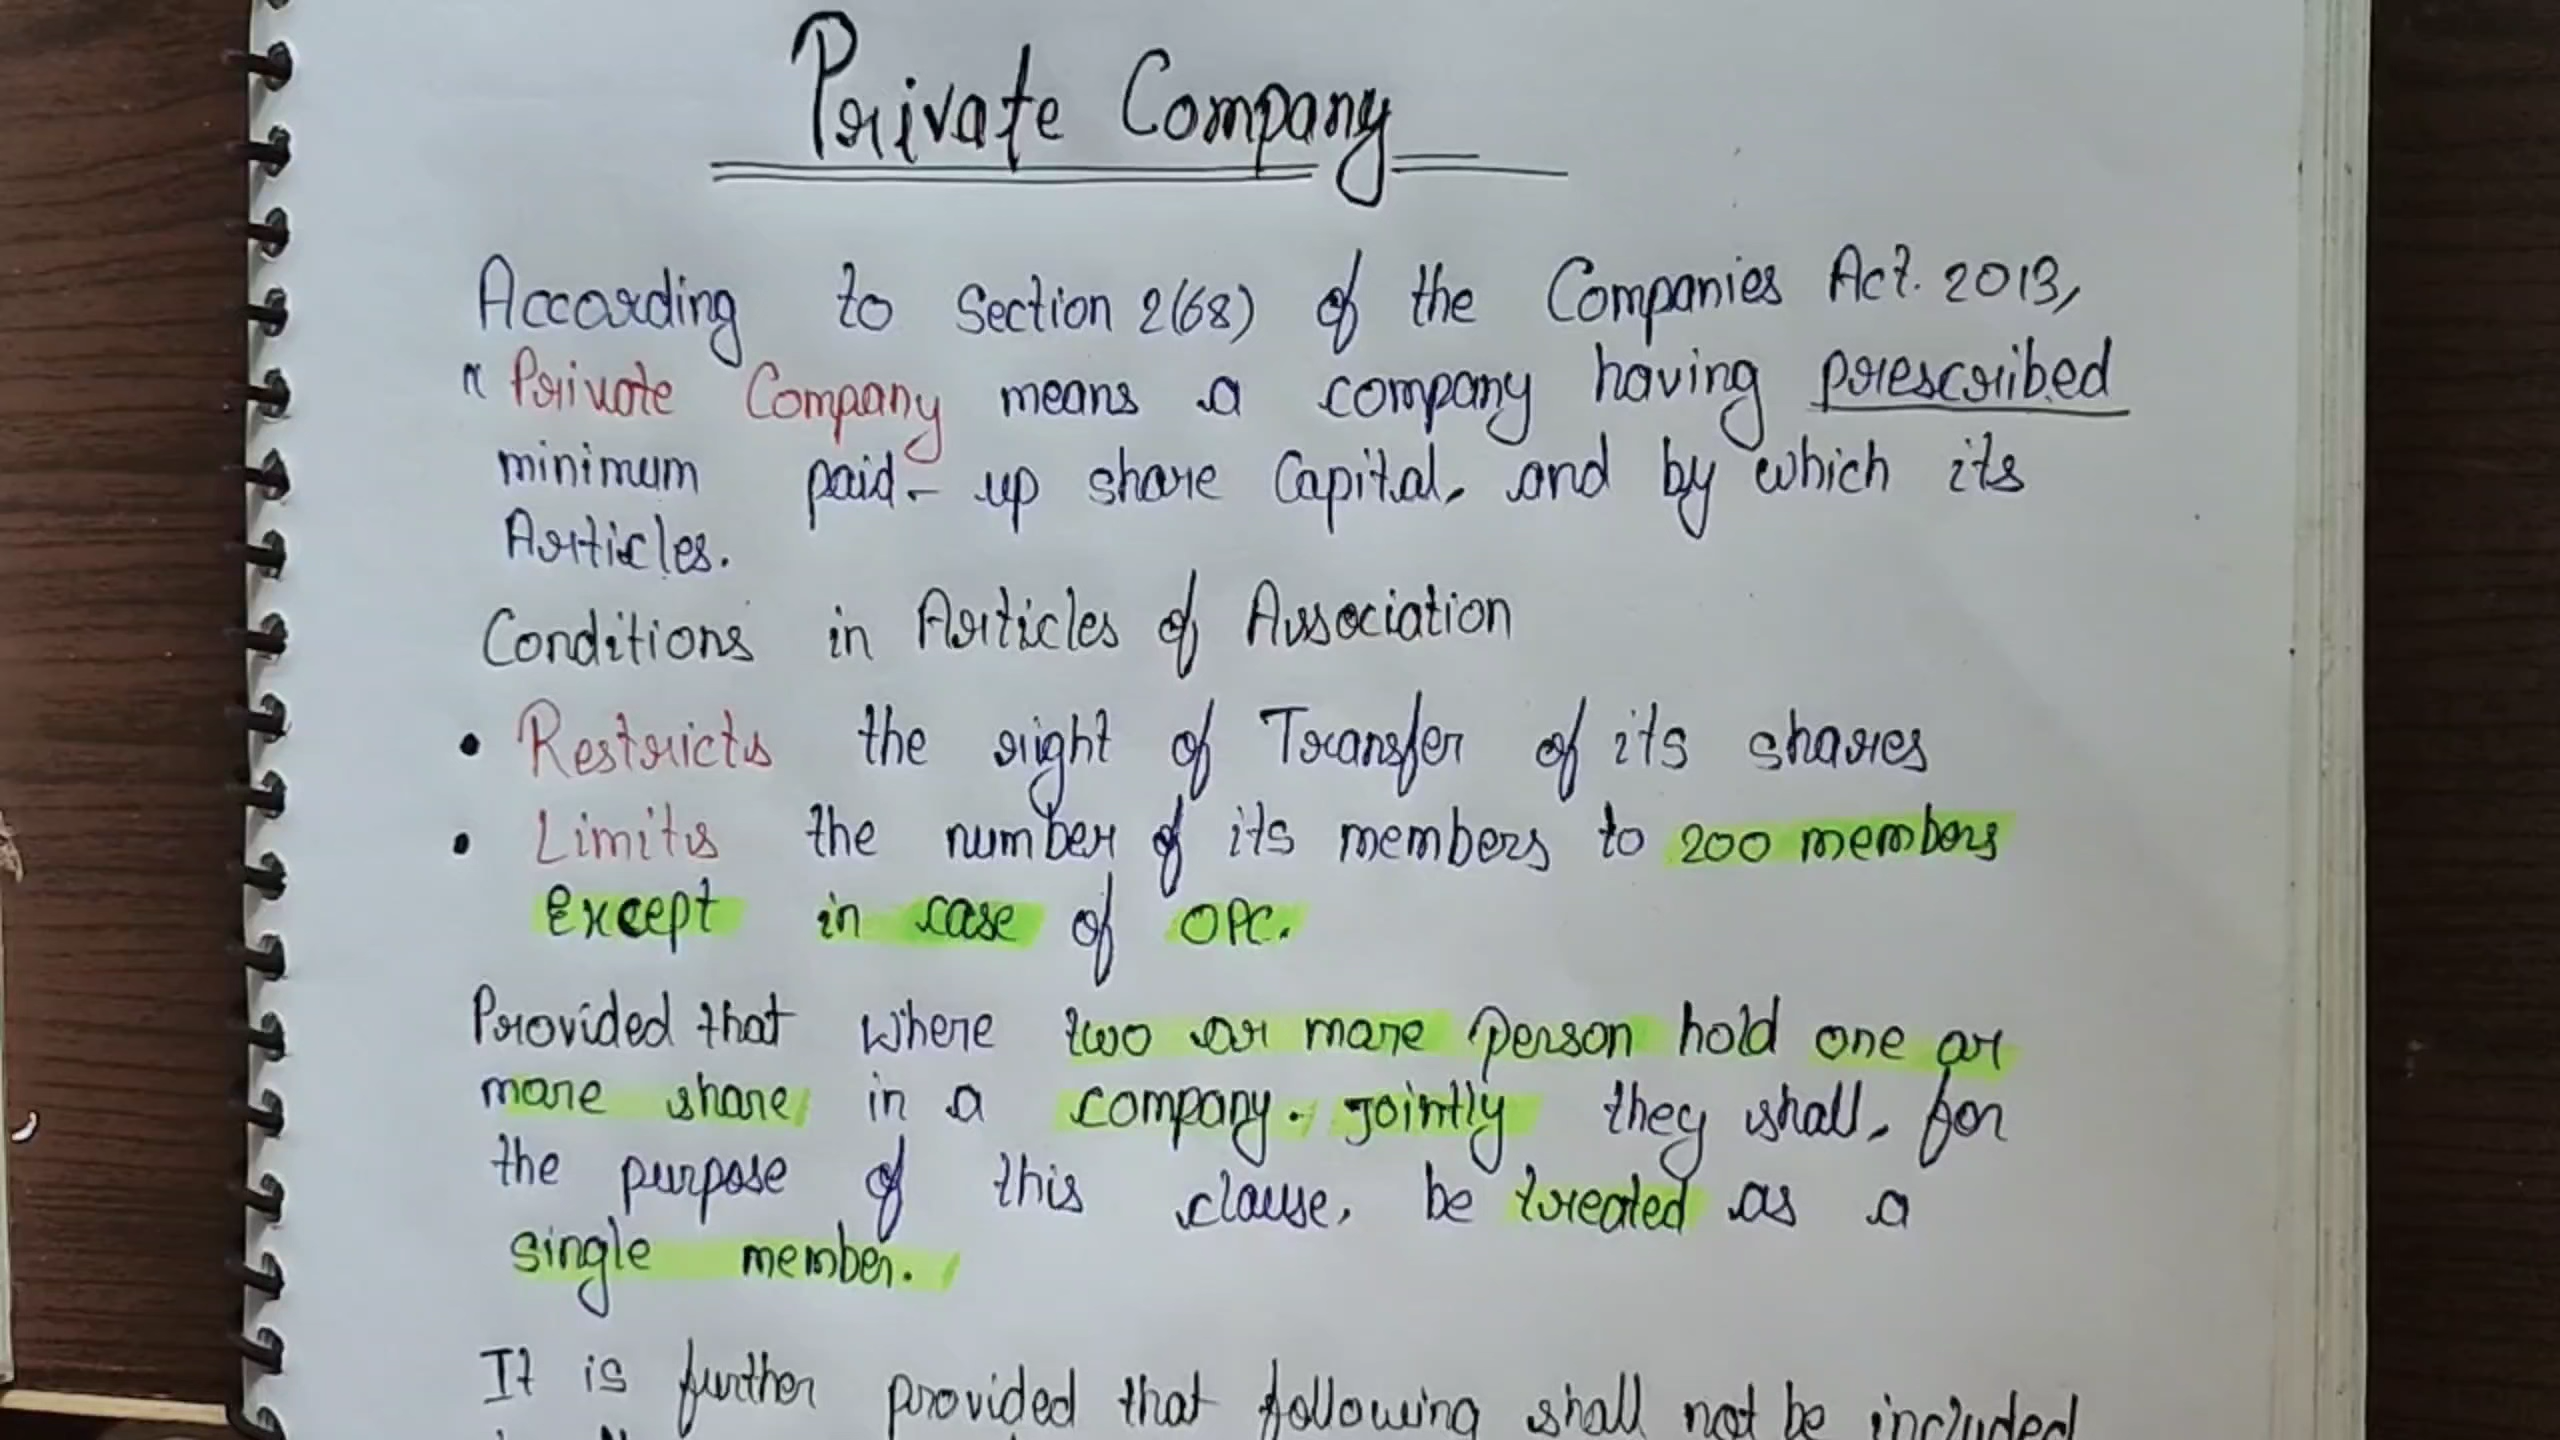 Private Company
According to Section 2(68) of the Companies Act. 2013,
" Private Company means a company having prescribed
minimum paid-up share Capital, and by which its
Articles.
Conditions in Articles of Association
• Restricts the right of Transfer of its shares
• Limits the number of its members to 200 members
Except in case of OPC.
Provided that where two or more person hold one or
more share in a company. Jointly they shall, for
the purpose of this clause, be treated as a
single member.
It is further provided that following shall not be included